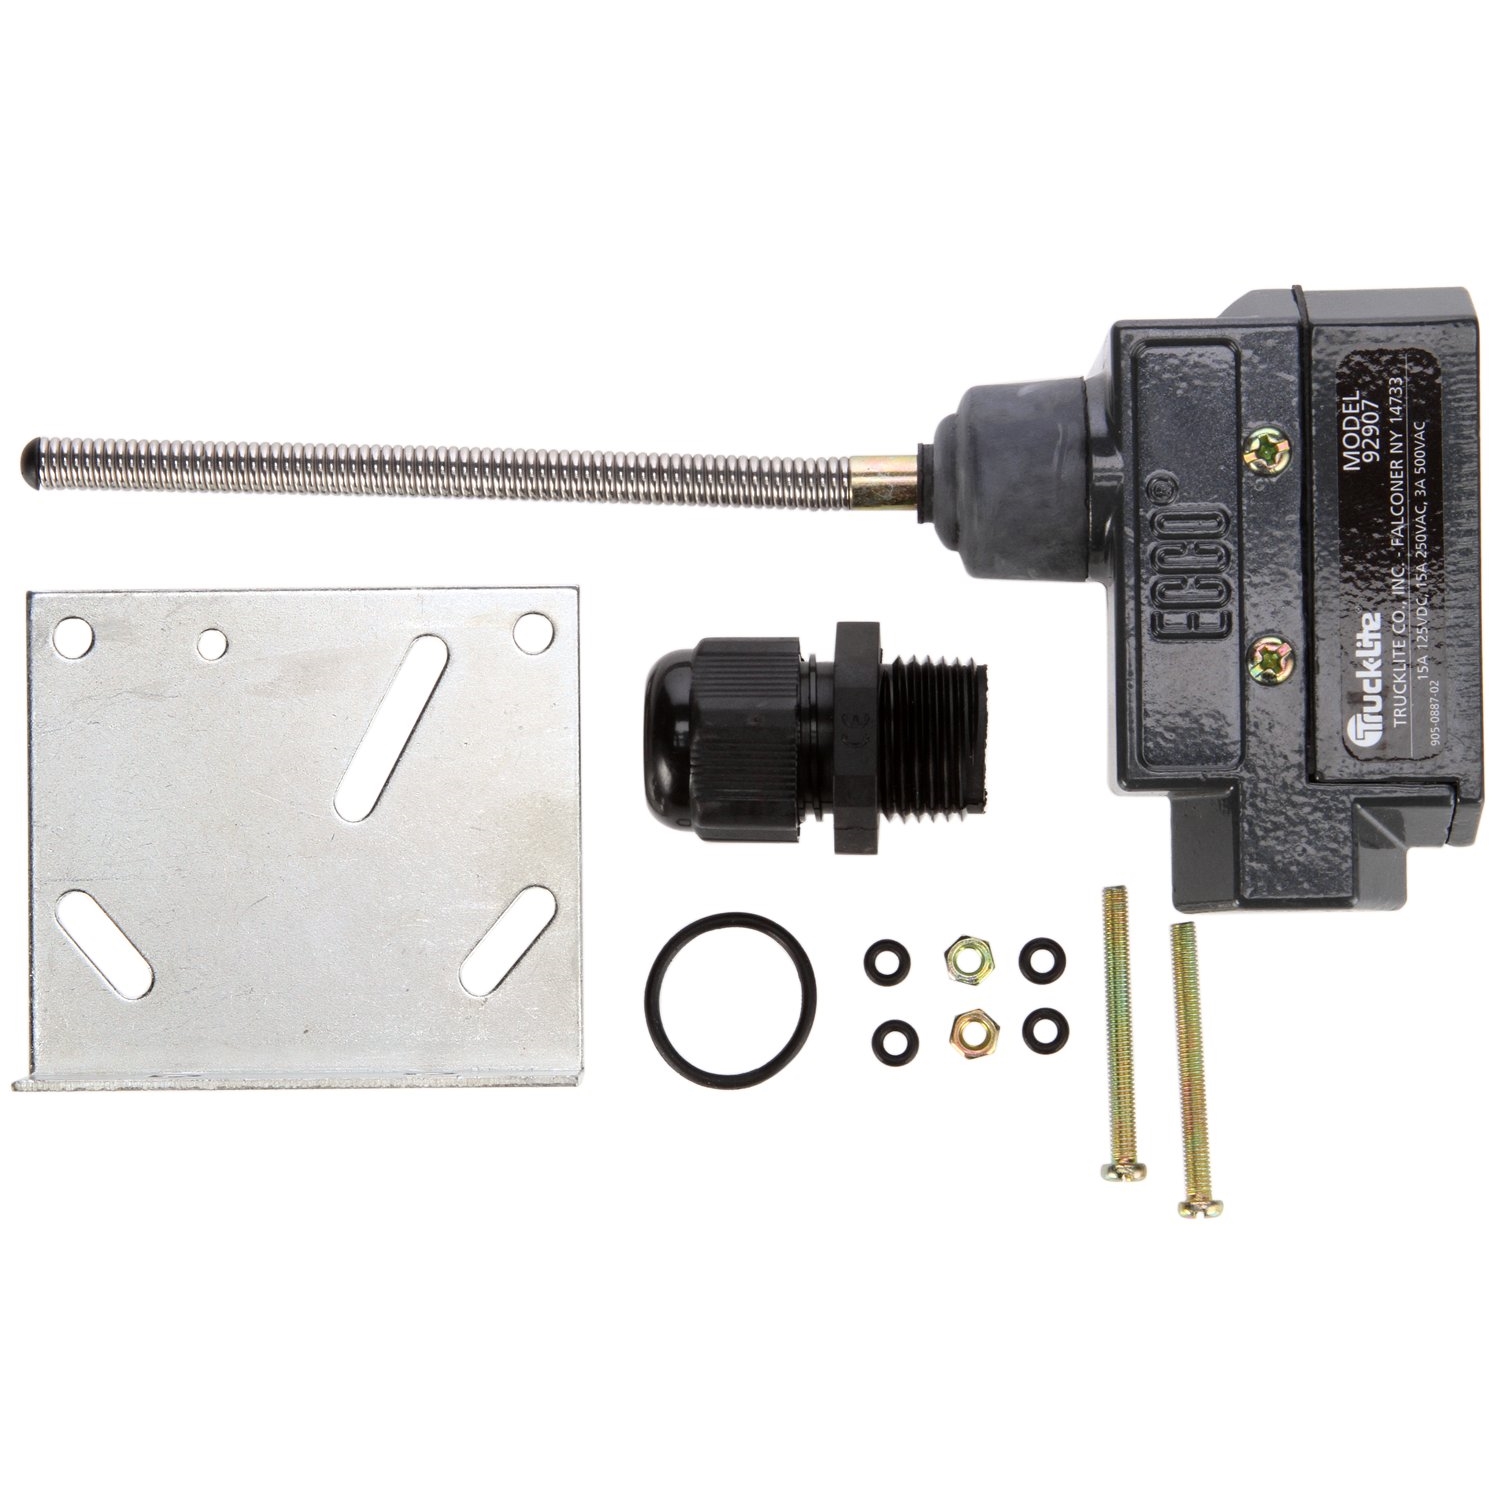 MODEL
92907
Truck-Lite
TRUCKLITE CO., INC. - FALCONER NY 14733
15A 125VDC, 15A 250VAC, 3A 500VAC
905-0887-02
ECCO®
CE